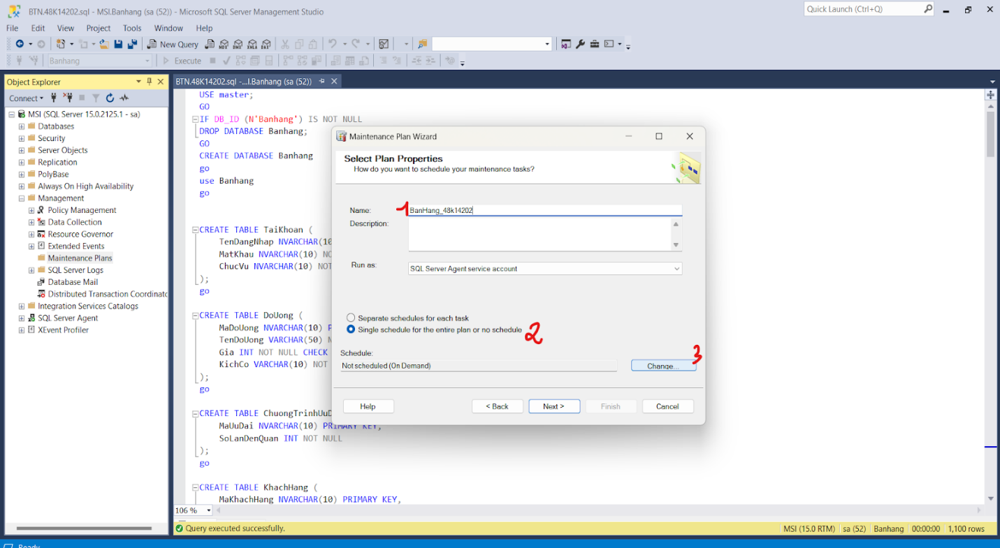 BTN.48K14202.sql - MSI.Banhang (sa (52)) - Microsoft SQL Server Management Studio
Quick Launch (Ctrl+Q)
File Edit View Project Tools Window Help
New Query
Banhang
Execute
Object Explorer
Connect
MSI (SQL Server 15.0.2125.1 - sa)
Databases
Security
Server Objects
Replication
PolyBase
Always On High Availability
Management
Policy Management
Data Collection
Resource Governor
Extended Events
Maintenance Plans
SQL Server Logs
Database Mail
Distributed Transaction Coordinato
Integration Services Catalogs
SQL Server Agent
XEvent Profiler
BTN.48K14202.sql -...I.Banhang (sa (52))
USE master;
GO
IF DB_ID (N'Banhang') IS NOT NULL
DROP DATABASE Banhang;
GO
CREATE DATABASE Banhang
go
use Banhang
go
CREATE TABLE TaiKhoan (
TenDangNhap NVARCHAR(10
MatKhau NVARCHAR(10) NO
ChucVu NVARCHAR(10) NOT
);
go
CREATE TABLE DoUong (
MaDoUong NVARCHAR(10) P
TenDoUong VARCHAR(50) N
Gia INT NOT NULL CHECK
KichCo VARCHAR(10) NOT
);
go
CREATE TABLE ChuongTrinhUuD
MaUuDai NVARCHAR(10) PRIMARY KEY,
SoLanDenQuan INT NOT NULL
);
go
CREATE TABLE KhachHang (
MaKhachHang NVARCHAR(10) PRIMARY KEY,
106 %
Maintenance Plan Wizard
Select Plan Properties
How do you want to schedule your maintenance tasks?
Name: 1 BanHang_48k14202
Description:
Run as: SQL Server Agent service account
Separate schedules for each task
Single schedule for the entire plan or no schedule 2
Schedule:
Not scheduled (On Demand) Change... 3
Help < Back Next > Finish Cancel
Query executed successfully. MSI (15.0 RTM) sa (52) Banhang 00:00:00 1,100 rows
Ready